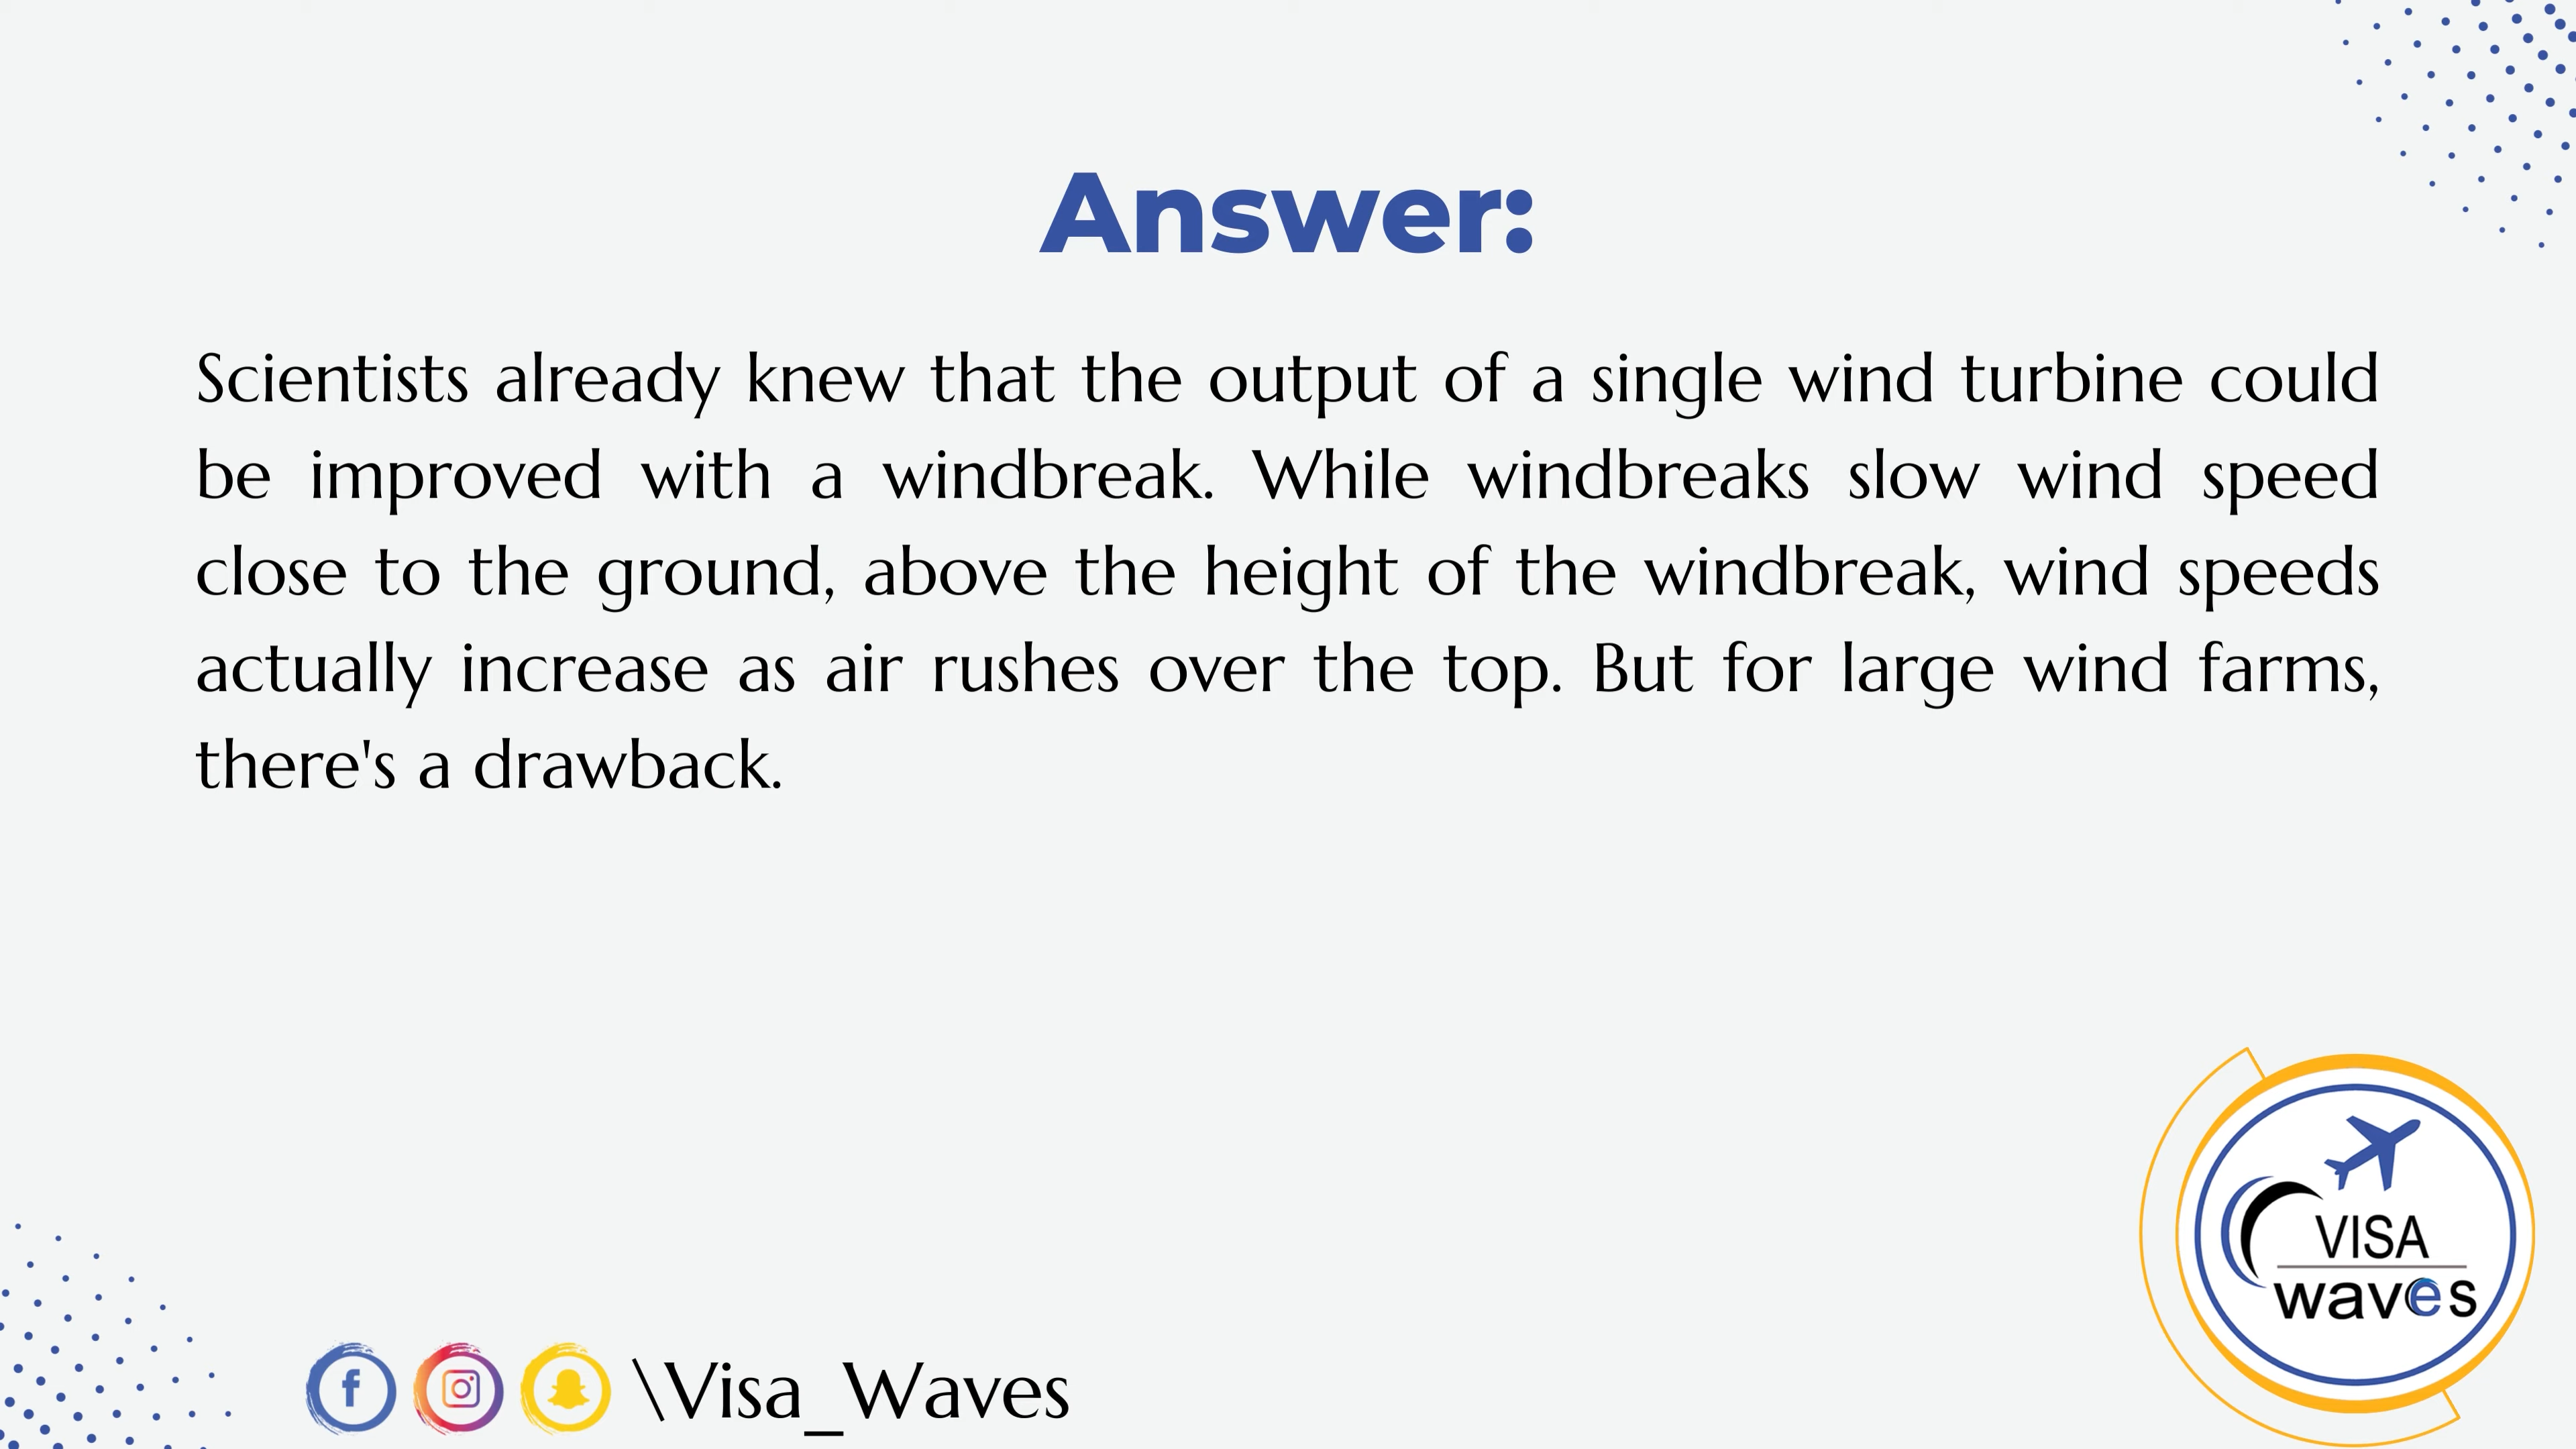 Answer:
Scientists already knew that the output of a single wind turbine could
be improved with a windbreak. While windbreaks slow wind speed
close to the ground, above the height of the windbreak, wind speeds
actually increase as air rushes over the top. But for large wind farms,
there's a drawback.
VISA
waves
\Visa_Waves